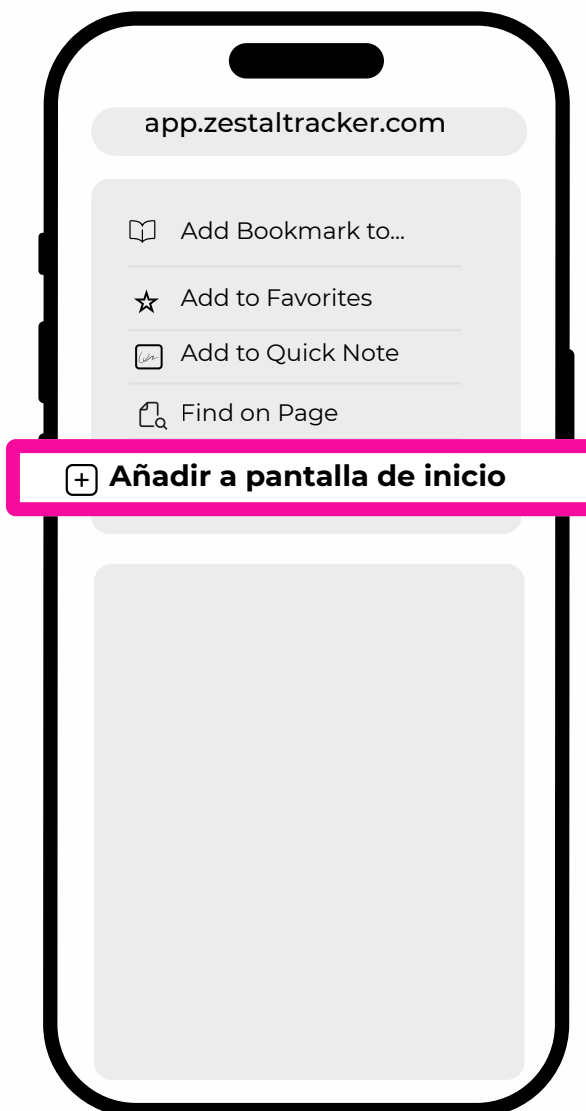 app.zestaltracker.com
Add Bookmark to...
Add to Favorites
Add to Quick Note
Find on Page
Añadir a pantalla de inicio